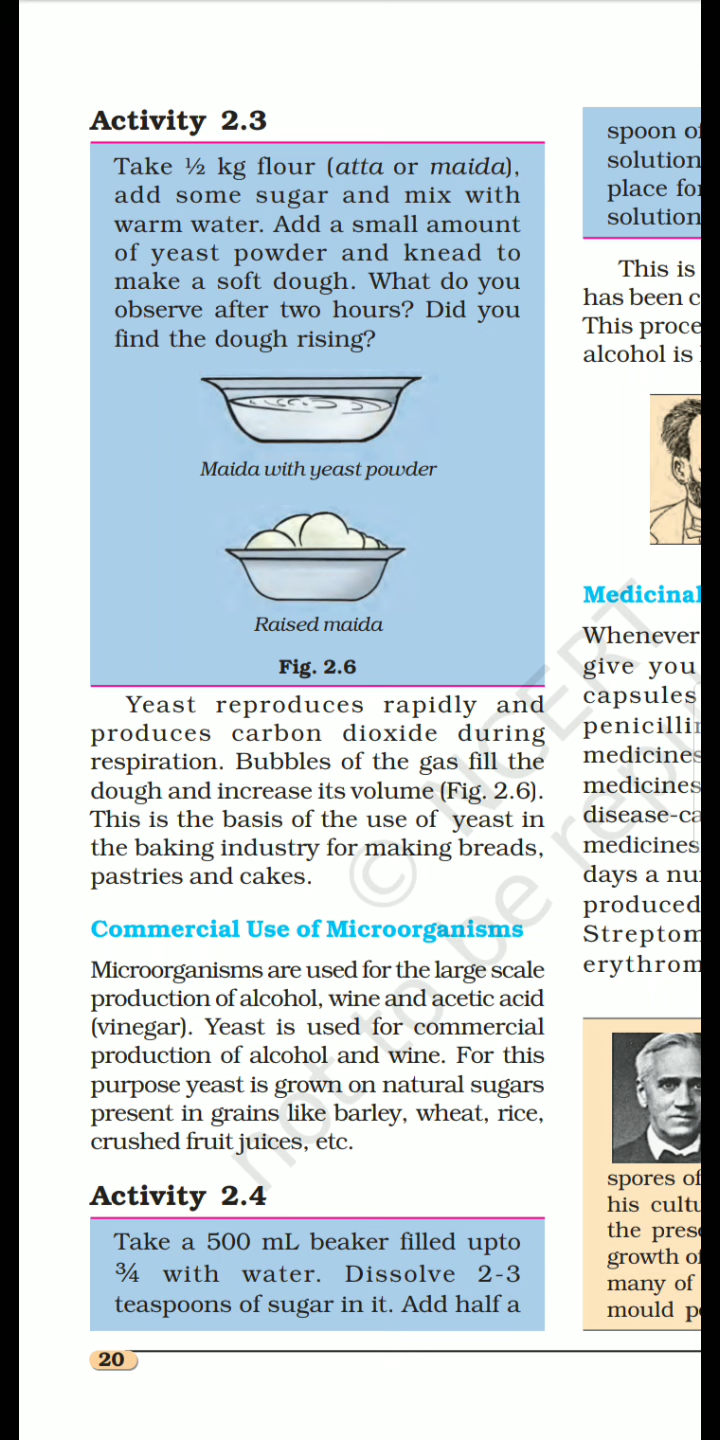 Activity 2.3
Take ½ kg flour (atta or maida),
add some sugar and mix with
warm water. Add a small amount
of yeast powder and knead to
make a soft dough. What do you
observe after two hours? Did you
find the dough rising?
Maida with yeast powder
Raised maida
Fig. 2.6
Yeast reproduces rapidly and
produces carbon dioxide during
respiration. Bubbles of the gas fill the
dough and increase its volume (Fig. 2.6).
This is the basis of the use of yeast in
the baking industry for making breads,
pastries and cakes.
Commercial Use of Microorganisms
Microorganisms are used for the large scale
production of alcohol, wine and acetic acid
(vinegar). Yeast is used for commercial
production of alcohol and wine. For this
purpose yeast is grown on natural sugars
present in grains like barley, wheat, rice,
crushed fruit juices, etc.
Activity 2.4
Take a 500 mL beaker filled upto
¾ with water. Dissolve 2-3
teaspoons of sugar in it. Add half a
20
spoon of
solution
place for
solution
This is
has been c
This proce
alcohol is
Medicinal
Whenever
give you
capsules
penicillin
medicines
medicines
disease-ca
medicines
days a nu
produced
Streptom
erythrom
spores of
his cultu
the prese
growth of
many of
mould p
© NCERT
not to be repu